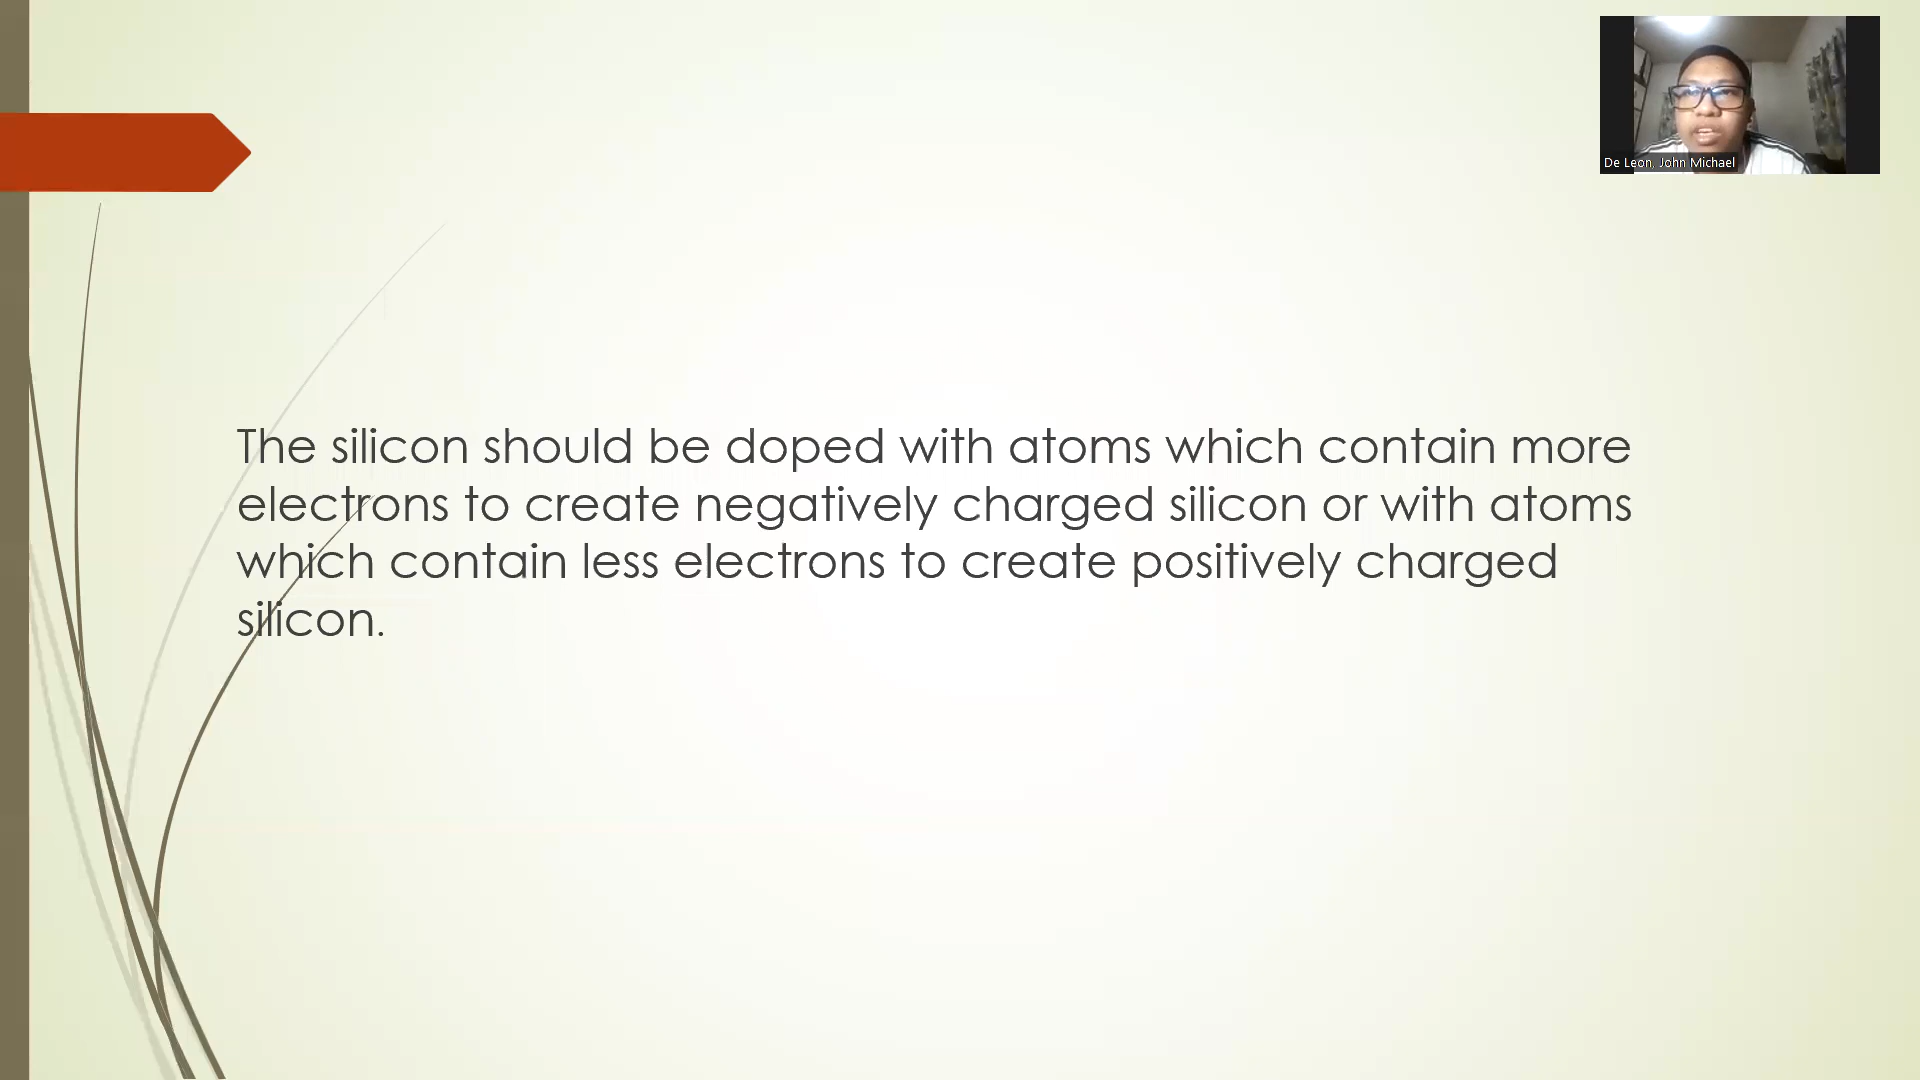 De Leon, John Michael
The silicon should be doped with atoms which contain more
electrons to create negatively charged silicon or with atoms
which contain less electrons to create positively charged
silicon.